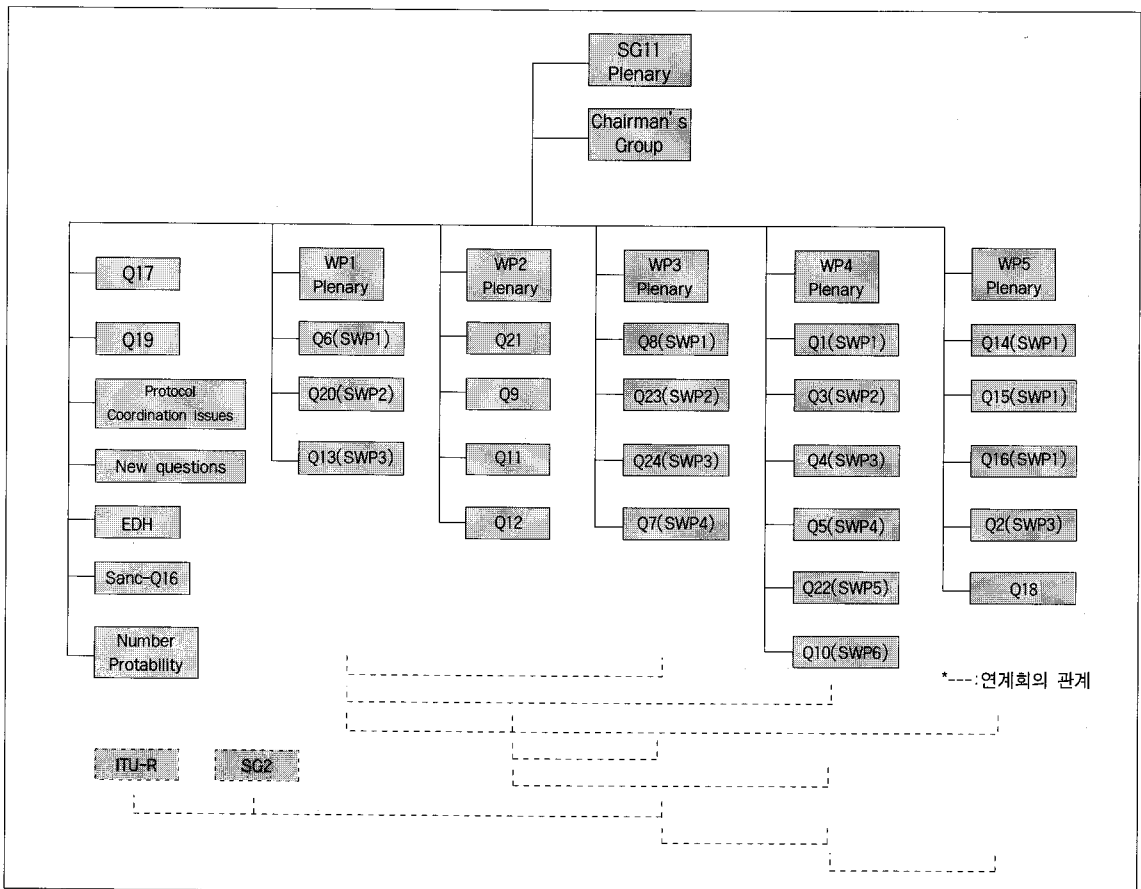 SG11
Plenary
Chairman's
Group
Q17
Q19
Protocol
Coordination issues
New questions
EDH
Sanc-Q16
Number
Protability
WP1
Plenary
Q6(SWP1)
Q20(SWP2)
Q13(SWP3)
WP2
Plenary
Q21
Q9
Q11
Q12
WP3
Plenary
Q8(SWP1)
Q23(SWP2)
Q24(SWP3)
Q7(SWP4)
WP4
Plenary
Q1(SWP1)
Q3(SWP2)
Q4(SWP3)
Q5(SWP4)
Q22(SWP5)
Q10(SWP6)
WP5
Plenary
Q14(SWP1)
Q15(SWP1)
Q16(SWP1)
Q2(SWP3)
Q18
*---:연계회의 관계
ITU-R
SG2